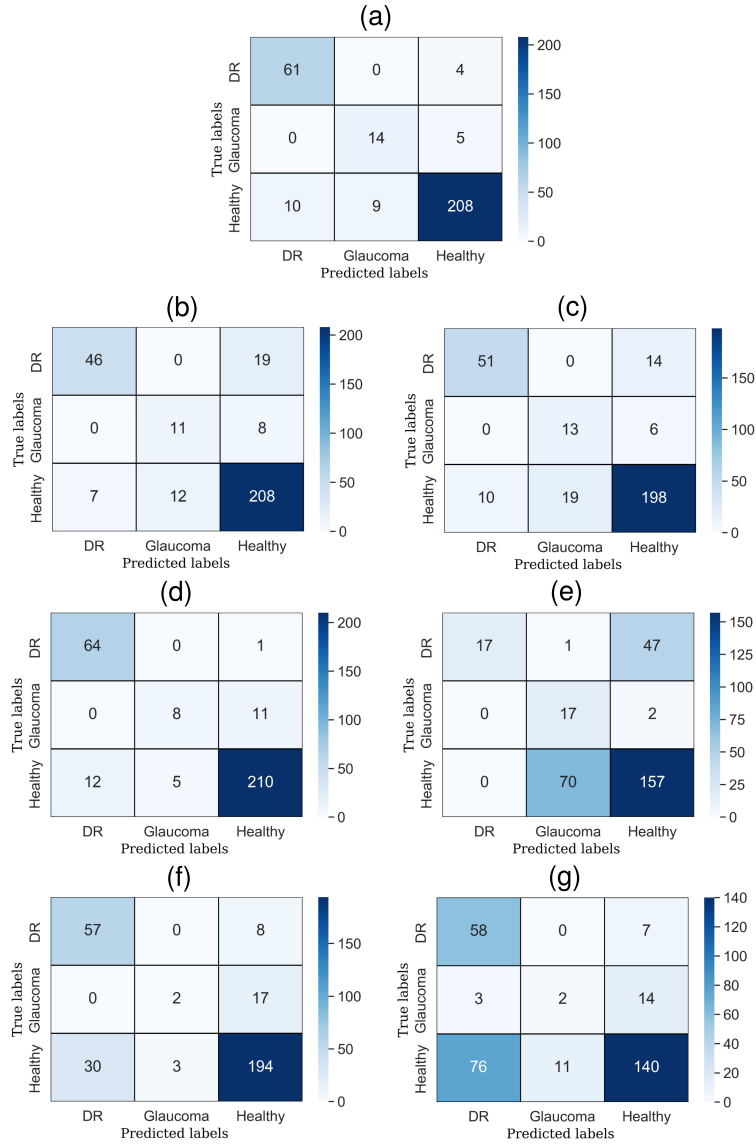 (a)
DR 61 0 4 200
Glaucoma 0 14 5 150
True labels 100
Healthy 10 9 208 50
0
DR Glaucoma Healthy
Predicted labels
(b)
DR 46 0 19 200
Glaucoma 0 11 8 150
True labels 100
Healthy 7 12 208 50
0
DR Glaucoma Healthy
Predicted labels
(c)
DR 51 0 14 150
Glaucoma 0 13 6 100
True labels
Healthy 10 19 198 50
0
DR Glaucoma Healthy
Predicted labels
(d)
DR 64 0 1 200
Glaucoma 0 8 11 150
True labels 100
Healthy 12 5 210 50
0
DR Glaucoma Healthy
Predicted labels
(e)
DR 17 1 47 150
125
Glaucoma 0 17 2 100
True labels 75
Healthy 0 70 157 50
25
0
DR Glaucoma Healthy
Predicted labels
(f)
DR 57 0 8 150
Glaucoma 0 2 17 100
True labels
Healthy 30 3 194 50
0
DR Glaucoma Healthy
Predicted labels
(g)
140
DR 58 0 7 120
100
Glaucoma 3 2 14 80
True labels 60
Healthy 76 11 140 40
20
0
DR Glaucoma Healthy
Predicted labels